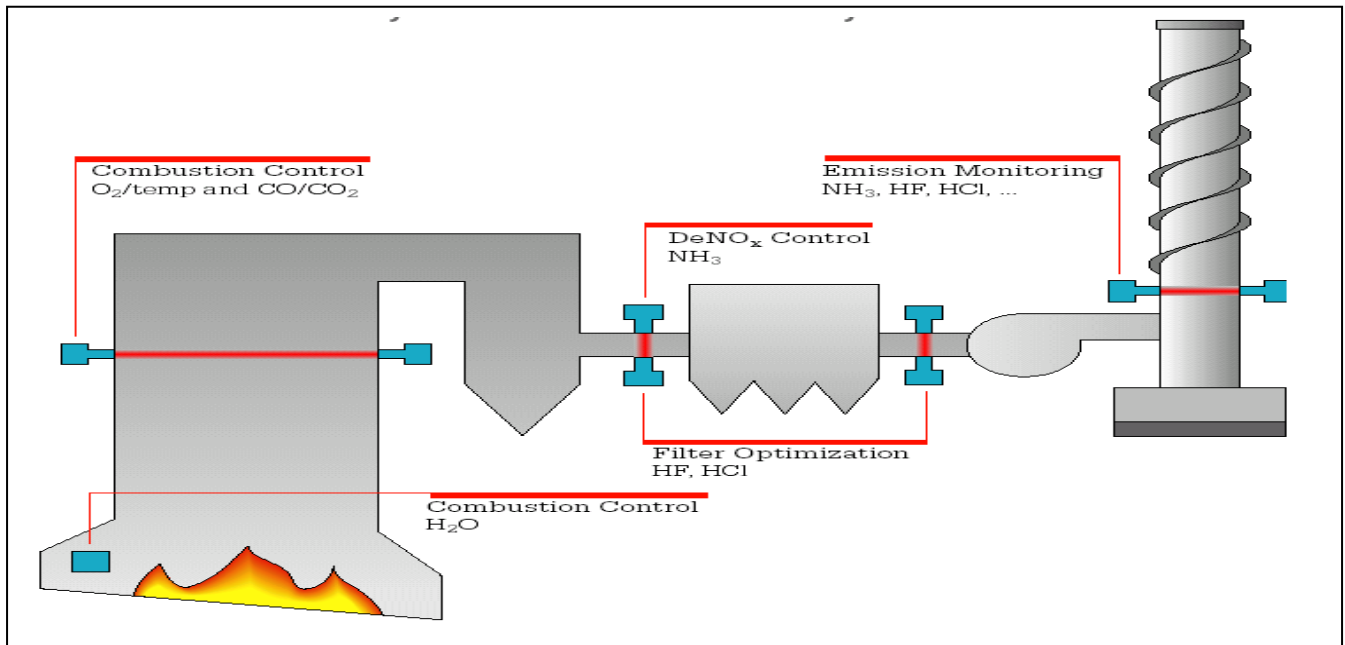 Combustion Control
O₂/temp and CO/CO₂
Emission Monitoring
NH₃, HF, HCl, ...
DeNOₓ Control
NH₃
Filter Optimization
HF, HCl
Combustion Control
H₂O